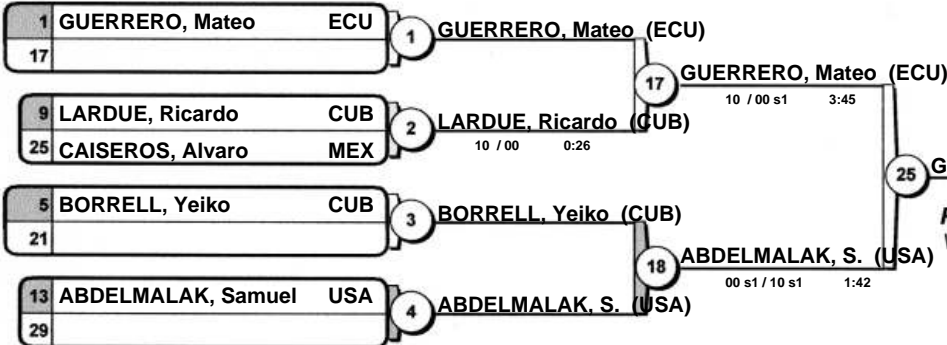 1 GUERRERO, Mateo ECU
17
1
GUERRERO, Mateo (ECU)
9 LARDUE, Ricardo CUB
25 CAISEROS, Alvaro MEX
2
LARDUE, Ricardo (CUB)
10 / 00 0:26
17
GUERRERO, Mateo (ECU)
10 / 00 s1 3:45
5 BORRELL, Yeiko CUB
21
3
BORRELL, Yeiko (CUB)
13 ABDELMALAK, Samuel USA
29
4
ABDELMALAK, S. (USA)
18
ABDELMALAK, S. (USA)
00 s1 / 10 s1 1:42
25
G